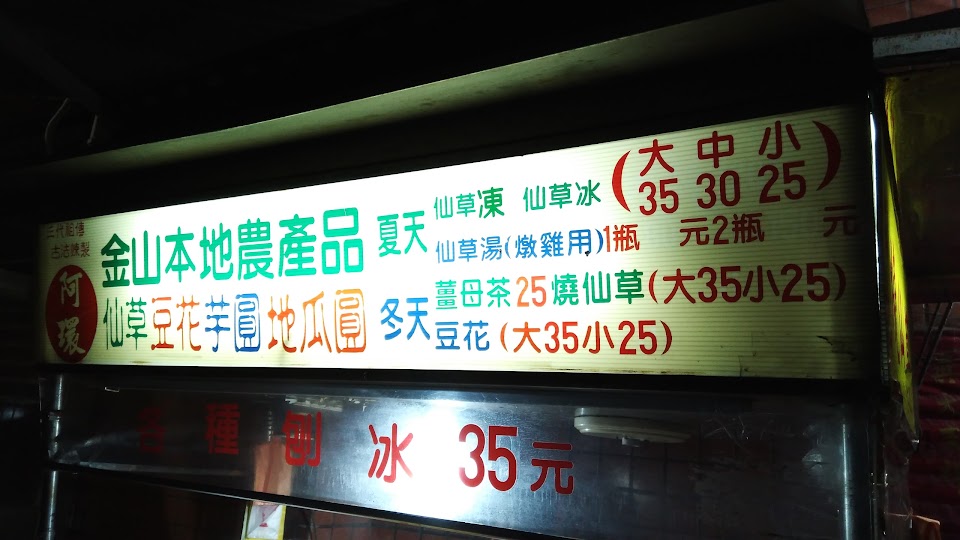 三代祖傳
古法錬製
阿環
金山本地農產品
仙草豆花芋圓地瓜圓
夏天
仙草凍 仙草冰 (大中小 35 30 25)
仙草湯(燉雞用)1瓶 元2瓶 元
冬天
薑母茶25燒仙草(大35小25)
豆花(大35小25)
各種刨冰35元